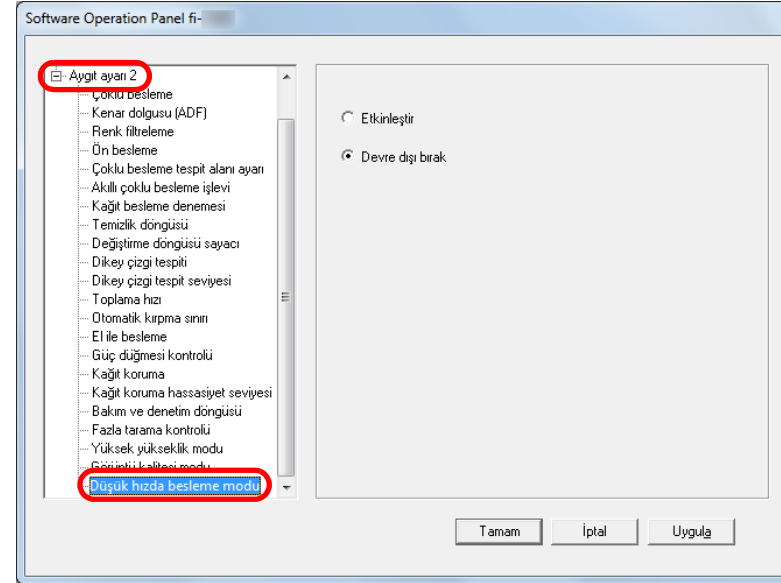 Software Operation Panel fi-
Aygıt ayarı 2
Çoklu besleme
Kenar dolgusu (ADF)
Renk filtreleme
Ön besleme
Çoklu besleme tespit alanı ayarı
Akıllı çoklu besleme işlevi
Kağıt besleme denemesi
Temizlik döngüsü
Değiştirme döngüsü sayacı
Dikey çizgi tespiti
Dikey çizgi tespit seviyesi
Toplama hızı
Otomatik kırpma sınırı
El ile besleme
Güç düğmesi kontrolü
Kağıt koruma
Kağıt koruma hassasiyet seviyesi
Bakım ve denetim döngüsü
Fazla tarama kontrolü
Yüksek yükseklik modu
Görüntü kalitesi modu
Düşük hızda besleme modu
Etkinleştir
Devre dışı bırak
Tamam
İptal
Uygula